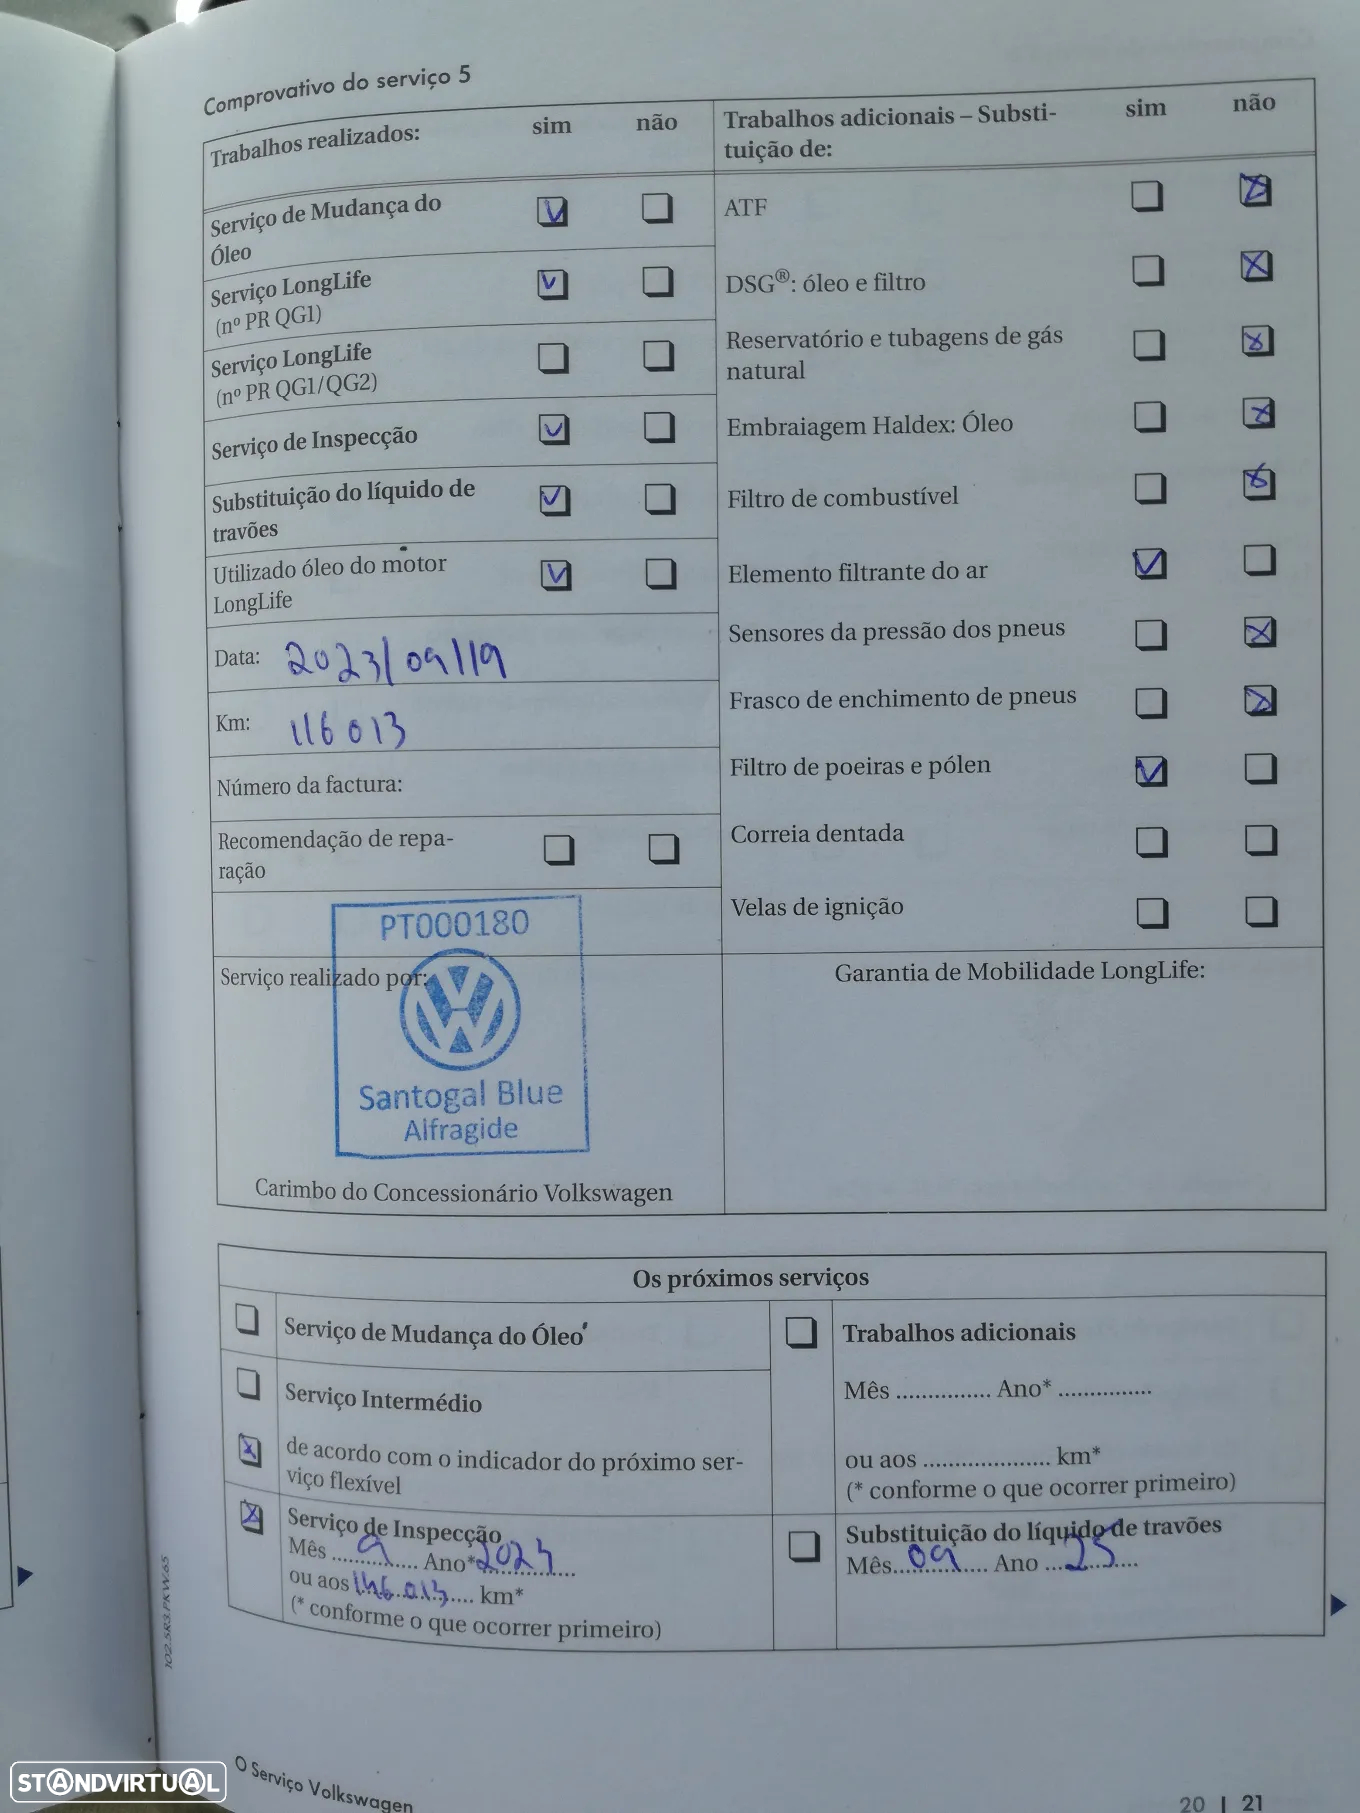 Comprovativo do serviço 5
Trabalhos realizados: sim não
Serviço de Mudança do
Óleo
Serviço LongLife
(nº PR QG1)
Serviço LongLife
(nº PR QG1/QG2)
Serviço de Inspecção
Substituição do líquido de
travões
Utilizado óleo do motor
LongLife
Data: 2023/09/19
Km: 116013
Número da factura:
Recomendação de repa-
ração
PT000180
Serviço realizado por:
Santogal Blue
Alfragide
Carimbo do Concessionário Volkswagen
Trabalhos adicionais – Substi-
tuição de: sim não
ATF
DSG®: óleo e filtro
Reservatório e tubagens de gás
natural
Embraiagem Haldex: Óleo
Filtro de combustível
Elemento filtrante do ar
Sensores da pressão dos pneus
Frasco de enchimento de pneus
Filtro de poeiras e pólen
Correia dentada
Velas de ignição
Garantia de Mobilidade LongLife:
Os próximos serviços
Serviço de Mudança do Óleo
Serviço Intermédio
de acordo com o indicador do próximo ser-
viço flexível
Serviço de Inspecção
Mês 9 Ano* 2024
ou aos 146.013 km*
(* conforme o que ocorrer primeiro)
Trabalhos adicionais
Mês ............... Ano* ...............
ou aos ..................... km*
(* conforme o que ocorrer primeiro)
Substituição do líquido de travões
Mês 09 Ano 25
102.5R3.PKW.65
O Serviço Volkswagen
20 | 21
STANDVIRTUAL